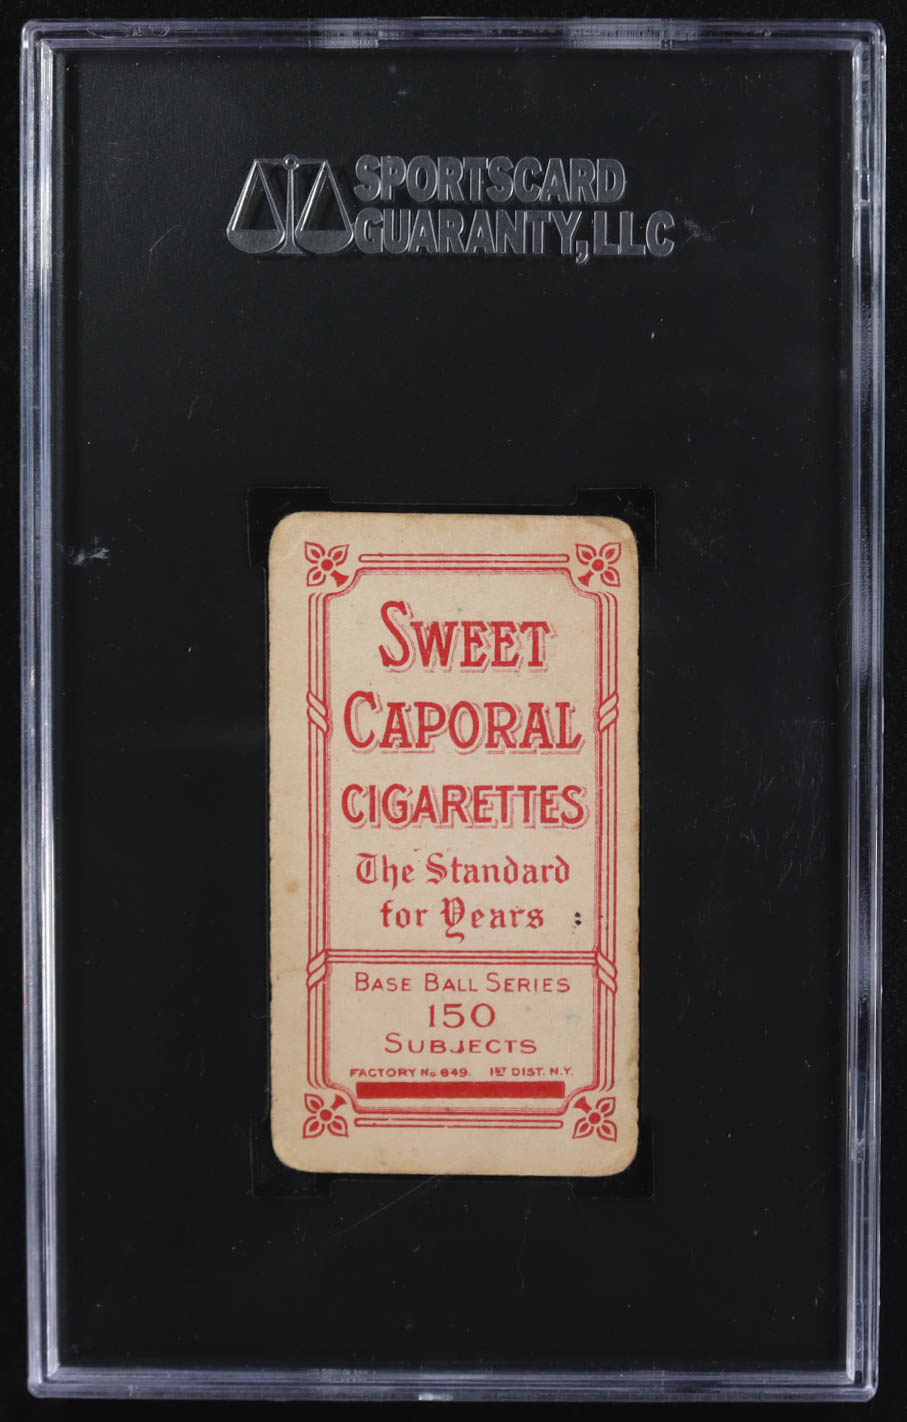 SPORTSCARD
GUARANTY, LLC
SWEET
CAPORAL
CIGARETTES
The Standard
for Years
BASE BALL SERIES
150
SUBJECTS
FACTORY No. 649. 1ST DIST. N.Y.